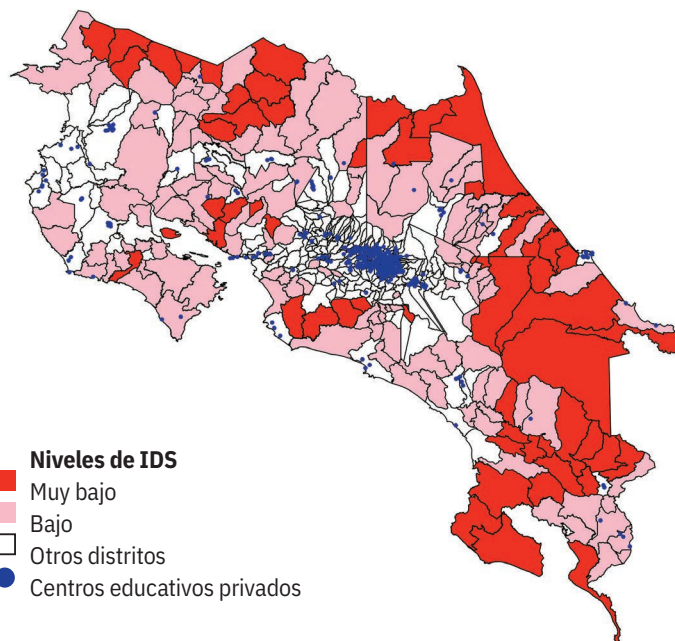 Niveles de IDS
Muy bajo
Bajo
Otros distritos
Centros educativos privados